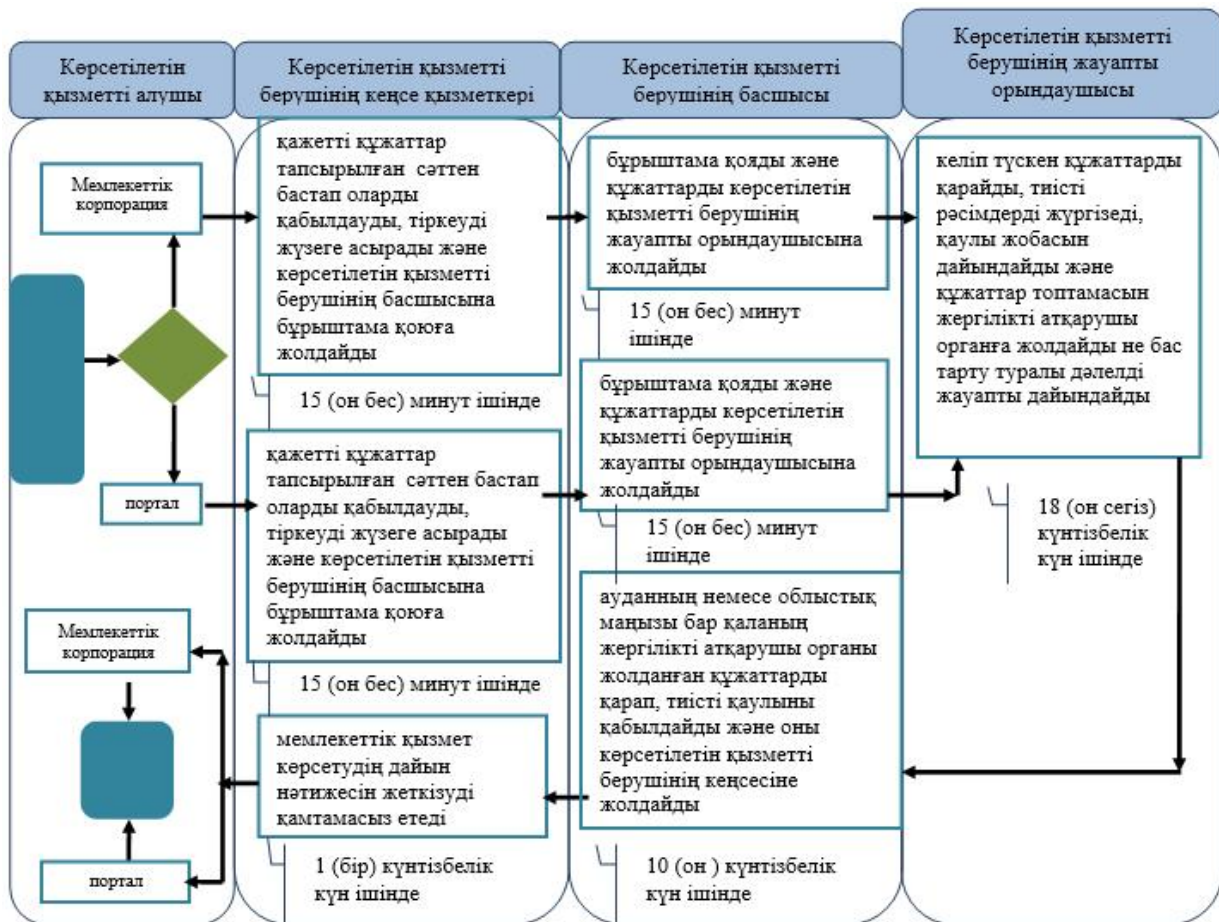 Көрсетілетін
қызметті алушы
Көрсетілетін қызметті
берушінің кеңсе қызметкері
Көрсетілетін қызметті
берушінің басшысы
Көрсетілетін қызметті
берушінің жауапты
орындаушысы
Мемлекеттік
корпорация
портал
қажетті құжаттар
тапсырылған сәттен
бастап оларды
қабылдауды, тіркеуді
жүзеге асырады және
көрсетілетін қызметті
берушінің басшысына
бұрыштама қоюға
жолдайды
15 (он бес) минут ішінде
бұрыштама қояды және
құжаттарды көрсетілетін
қызметті берушінің
жауапты орындаушысына
жолдайды
15 (он бес) минут
ішінде
келіп түскен құжаттарды
қарайды, тиісті
рәсімдерді жүргізеді,
қаулы жобасын
дайындайды және
құжаттар топтамасын
жергілікті атқарушы
органға жолдайды не бас
тарту туралы дәлелді
жауапты дайындайды
18 (он сегіз)
күнтізбелік
күн ішінде
қажетті құжаттар
тапсырылған сәттен бастап
оларды қабылдауды,
тіркеуді жүзеге асырады
және көрсетілетін қызметті
берушінің басшысына
бұрыштама қоюға
жолдайды
15 (он бес) минут ішінде
бұрыштама қояды және
құжаттарды көрсетілетін
қызметті берушінің
жауапты орындаушысына
жолдайды
15 (он бес) минут
ішінде
ауданның немесе облыстық
маңызы бар қаланың
жергілікті атқарушы органы
жолданған құжаттарды
қарап, тиісті қаулыны
қабылдайды және оны
көрсетілетін қызметті
берушінің кеңсесіне
жолдайды
10 (он ) күнтізбелік
күн ішінде
мемлекеттік қызмет
көрсетудің дайын
нәтижесін жеткізуді
қамтамасыз етеді
1 (бір) күнтізбелік
күн ішінде
Мемлекеттік
корпорация
портал